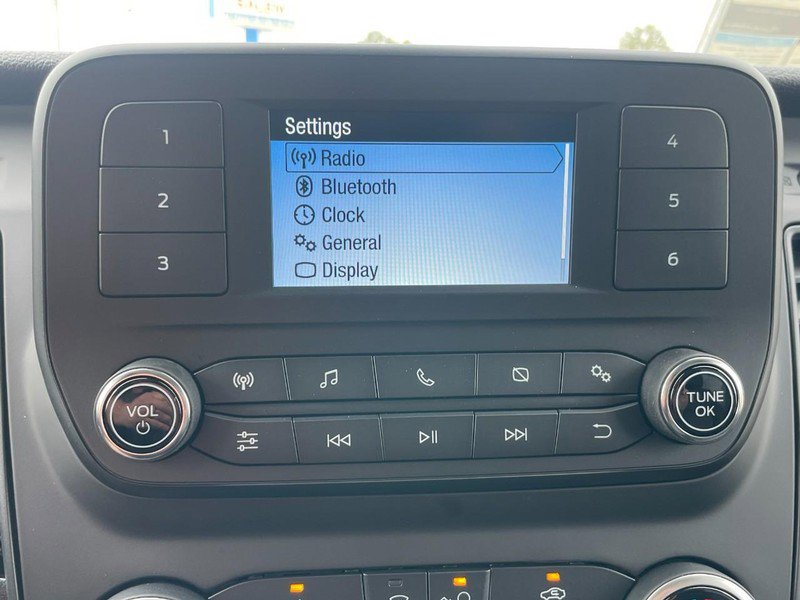 Settings
Radio
Bluetooth
Clock
General
Display
1
2
3
4
5
6
VOL
TUNE
OK